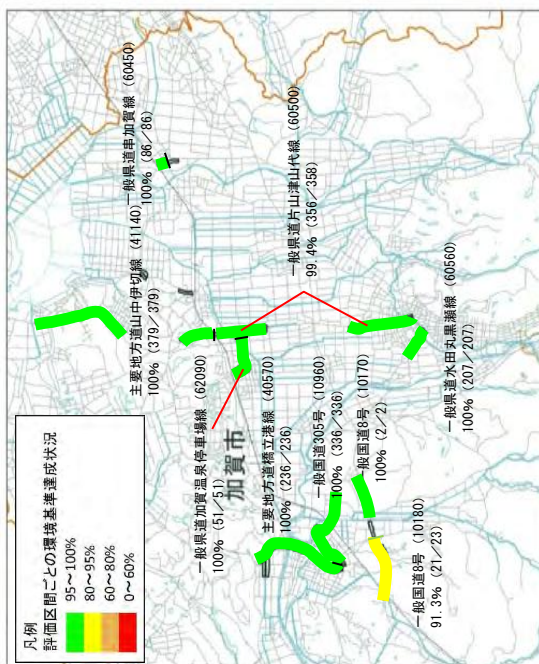 凡例
評価区間ごとの環境基準達成状況
95～100%
80～95%
60～80%
0～60%
主要地方道山中伊切線 (41140)
100% (379／379)
一般県道串加賀線 (60450)
100% (86／86)
一般県道加賀温泉停車場線 (62090)
100% (51／51)
加賀市
主要地方道橋立港線 (40570)
100% (236／236)
一般県道片山津山代線 (60500)
99.4% (356／358)
一般国道305号 (10960)
100% (336／336)
一般国道8号 (10170)
100% (2／2)
一般国道8号 (10180)
91.3% (21／23)
一般県道水田丸黒瀬線 (60560)
100% (207／207)